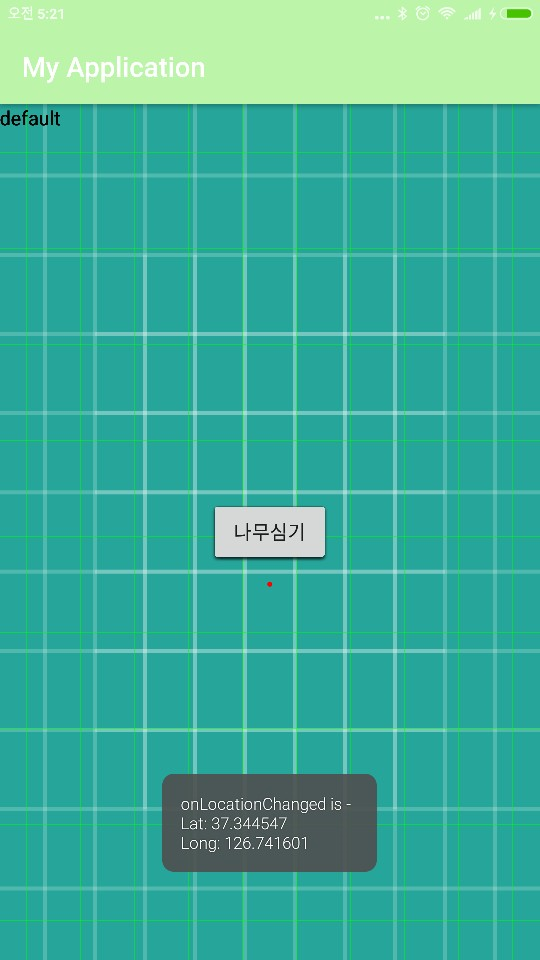 오전 5:21
My Application
default
나무심기
onLocationChanged is -
Lat: 37.344547
Long: 126.741601